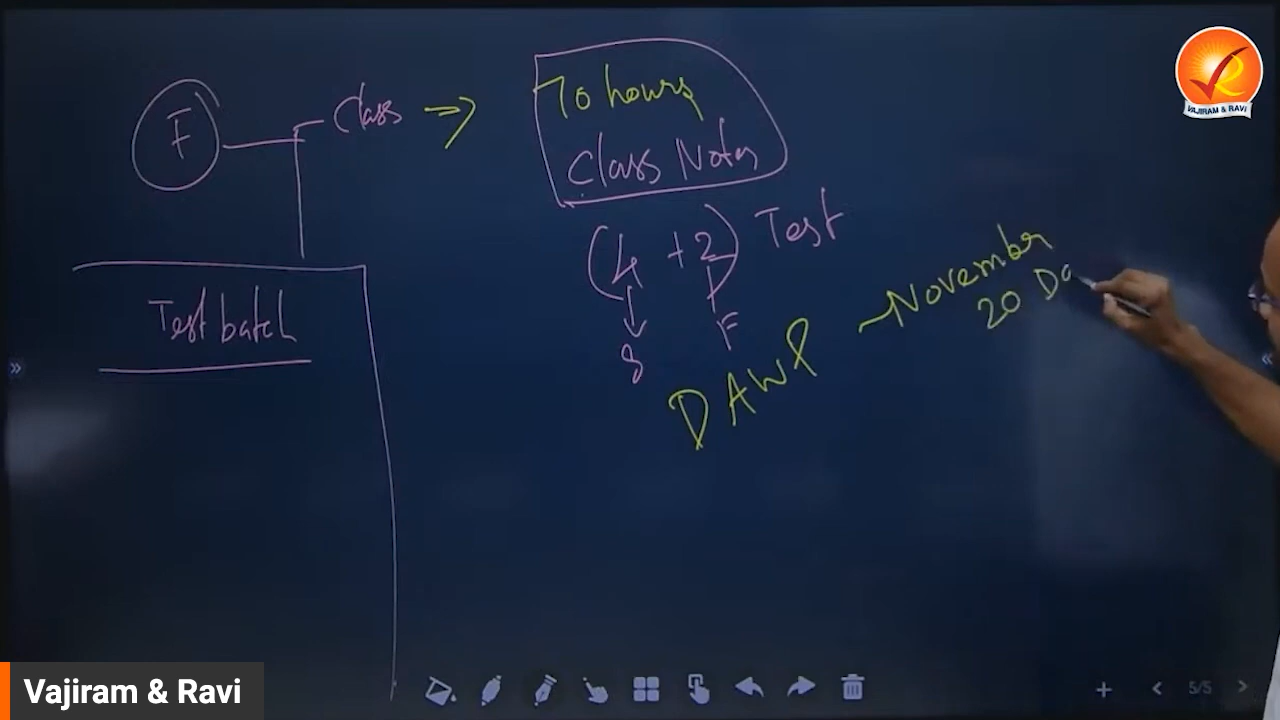 VAJIRAM & RAVI
F
Class ⇒
70 hours
Class Notes
(4 + 2) Test
F
DAWP ~ November
20 Da
Test batch
5/5
Vajiram & Ravi